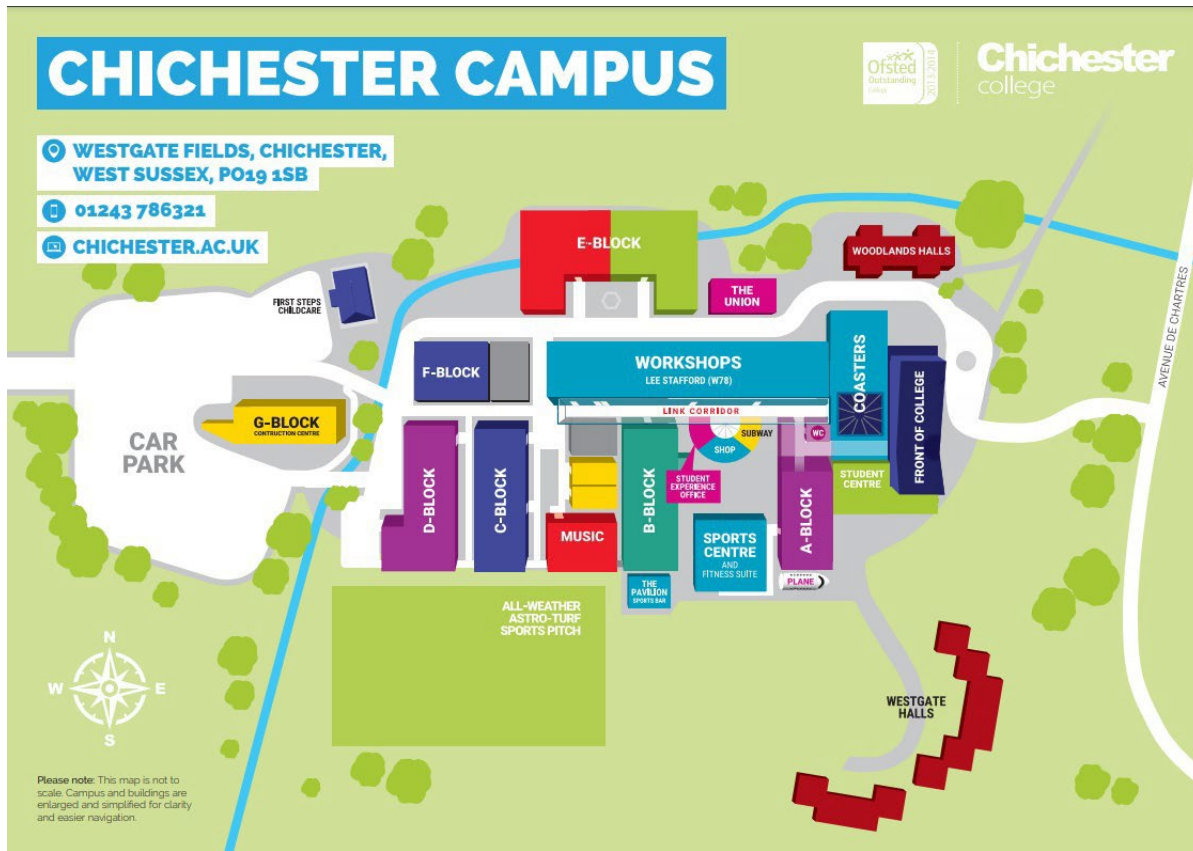 CHICHESTER CAMPUS
Ofsted
Outstanding
College
2013|2014
Chichester
college
WESTGATE FIELDS, CHICHESTER,
WEST SUSSEX, PO19 1SB
01243 786321
CHICHESTER.AC.UK
E-BLOCK
WOODLANDS HALLS
THE
UNION
FIRST STEPS
CHILDCARE
AVENUE DE CHARTRES
F-BLOCK
WORKSHOPS
LEE STAFFORD (W78)
COASTERS
FRONT OF COLLEGE
LINK CORRIDOR
G-BLOCK
CONTRUCTION CENTRE
CAR
PARK
D-BLOCK
C-BLOCK
B-BLOCK
SUBWAY
SHOP
WC
STUDENT
EXPERIENCE
OFFICE
STUDENT
CENTRE
A-BLOCK
MUSIC
SPORTS
CENTRE
AND
FITNESS SUITE
THE
PAVILION
SPORTS BAR
PLANE
ALL-WEATHER
ASTRO-TURF
SPORTS PITCH
N
W
E
S
WESTGATE
HALLS
Please note: This map is not to
scale. Campus and buildings are
enlarged and simplified for clarity
and easier navigation.